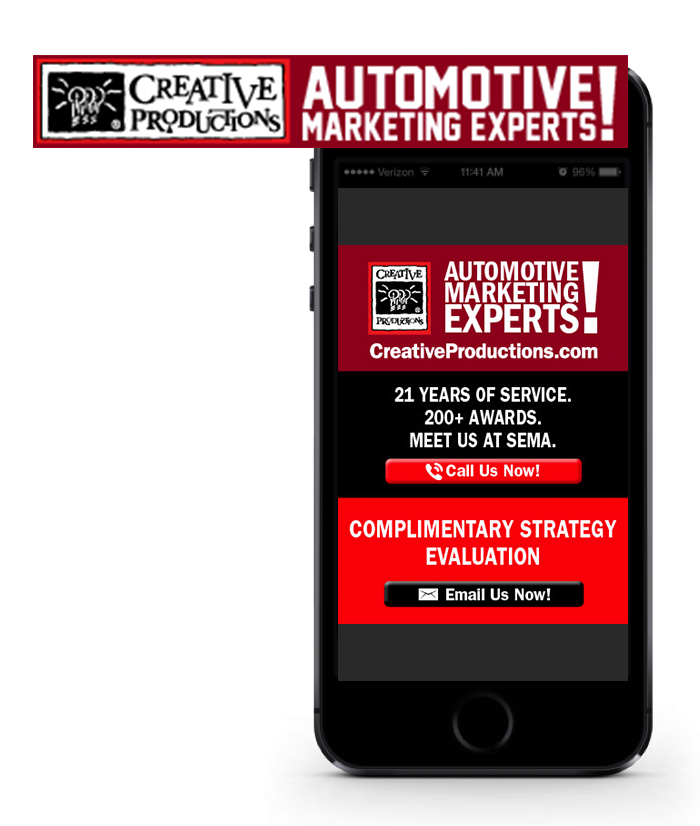 CREATIVE
PRODUCTIONS
®
AUTOMOTIVE
MARKETING EXPERTS!
Verizon
11:41 AM
96%
CREATIVE
PRODUCTIONS
®
AUTOMOTIVE
MARKETING
EXPERTS!
CreativeProductions.com
21 YEARS OF SERVICE.
200+ AWARDS.
MEET US AT SEMA.
Call Us Now!
COMPLIMENTARY STRATEGY
EVALUATION
Email Us Now!